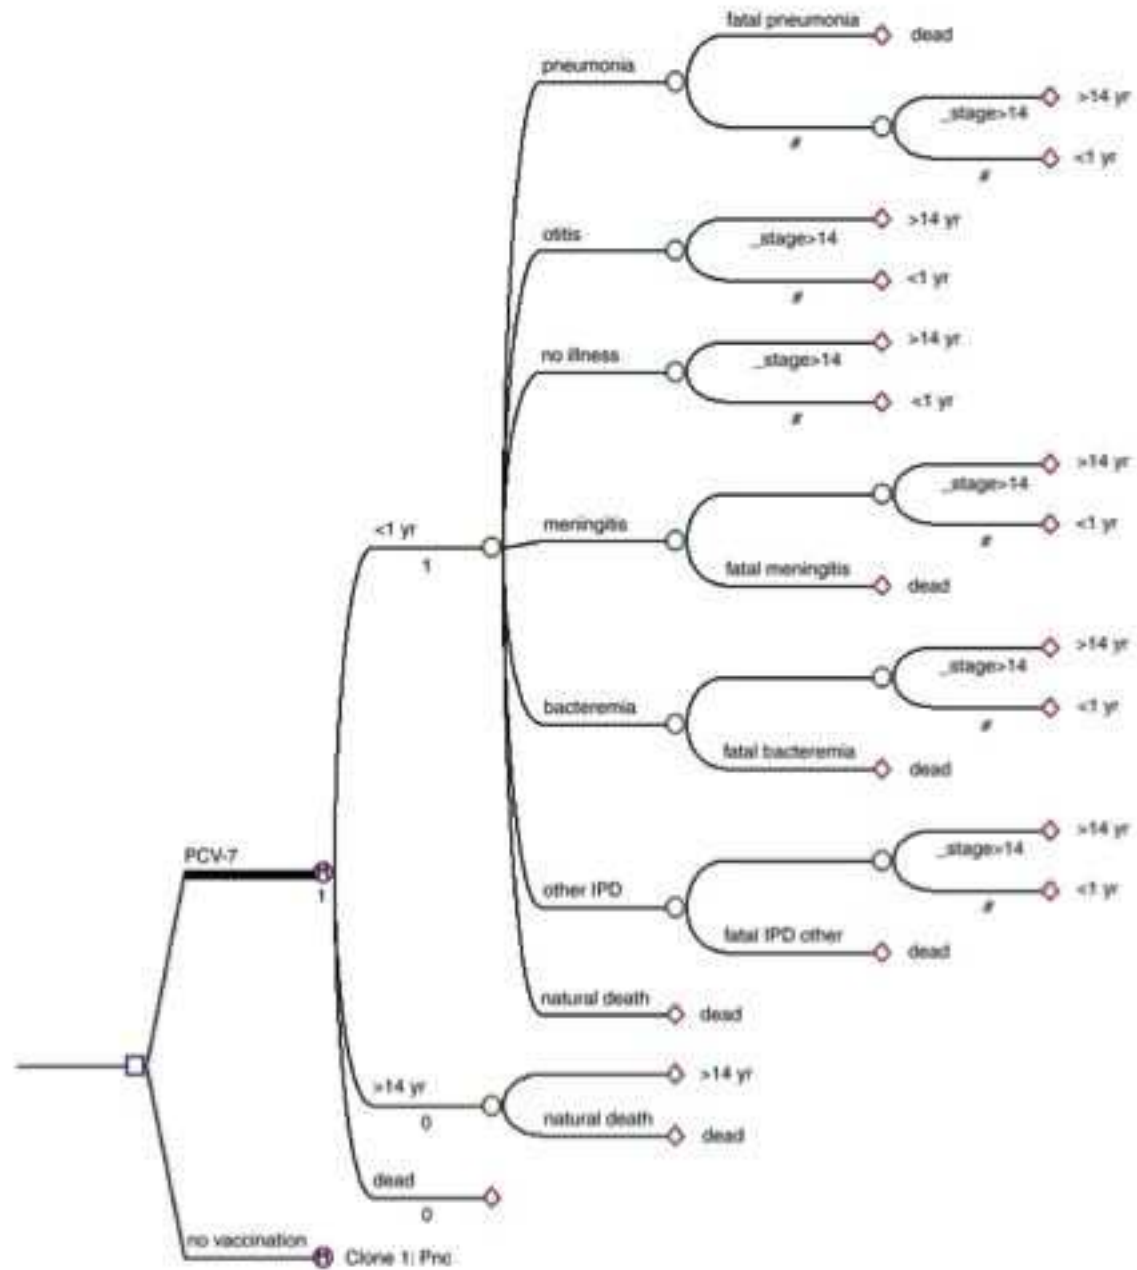 fatal pneumonia
dead
pneumonia
>14 yr
_stage>14
#
<1 yr
#
>14 yr
otitis
_stage>14
<1 yr
#
>14 yr
no illness
_stage>14
<1 yr
#
>14 yr
_stage>14
<1 yr
meningitis
<1 yr
#
1
fatal meningitis
dead
>14 yr
_stage>14
bacteremia
<1 yr
#
fatal bacteremia
dead
>14 yr
_stage>14
PCV-7
other IPD
<1 yr
1
#
fatal IPD other
dead
natural death
dead
>14 yr
>14 yr
0
natural death
dead
dead
0
no vaccination
Clone 1: Pnc